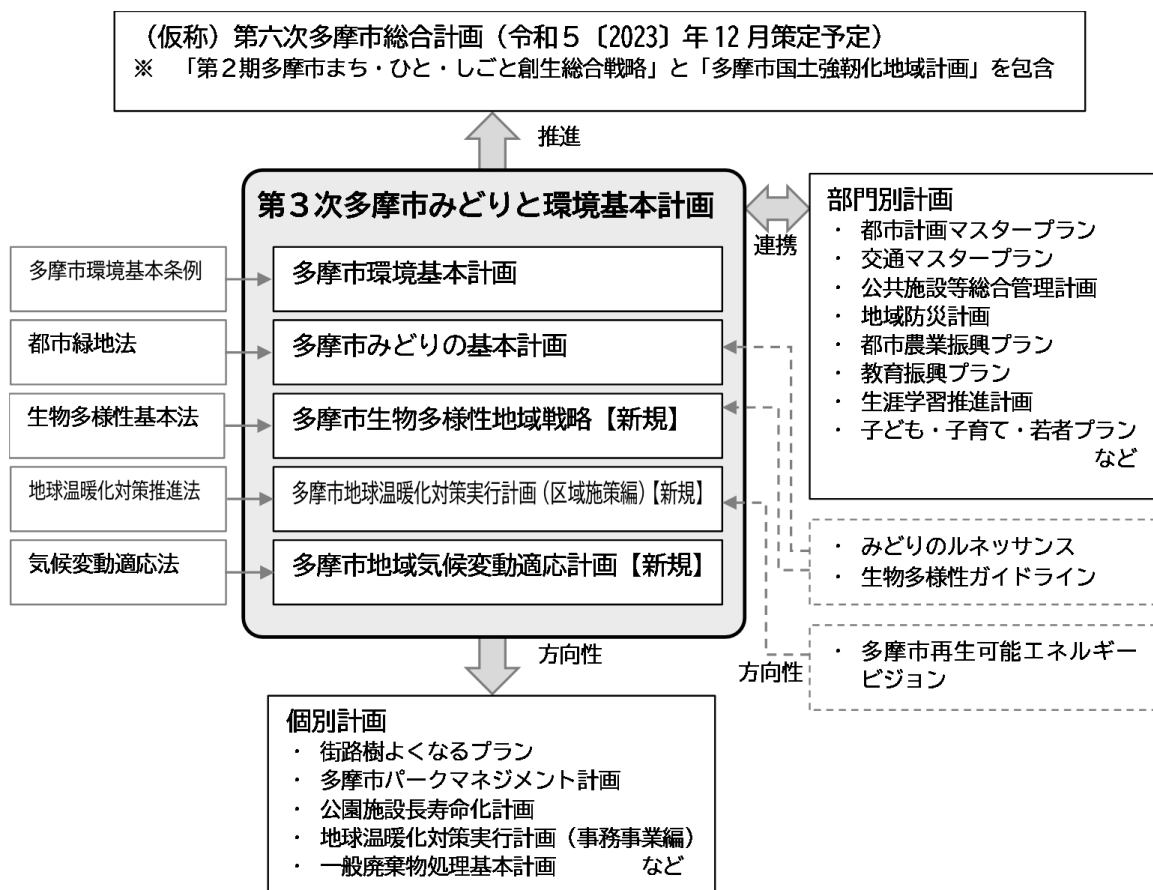 （仮称）第六次多摩市総合計画（令和５〔2023〕年 12 月策定予定）
※　「第２期多摩市まち・ひと・しごと創生総合戦略」と「多摩市国土強靭化地域計画」を包含
推進
第３次多摩市みどりと環境基本計画
連携
部門別計画
・ 都市計画マスタープラン
・ 交通マスタープラン
・ 公共施設等総合管理計画
・ 地域防災計画
・ 都市農業振興プラン
・ 教育振興プラン
・ 生涯学習推進計画
・ 子ども・子育て・若者プラン
など
多摩市環境基本条例
多摩市環境基本計画
都市緑地法
多摩市みどりの基本計画
生物多様性基本法
多摩市生物多様性地域戦略【新規】
地球温暖化対策推進法
多摩市地球温暖化対策実行計画（区域施策編）【新規】
気候変動適応法
多摩市地域気候変動適応計画【新規】
・ みどりのルネッサンス
・ 生物多様性ガイドライン
方向性
・ 多摩市再生可能エネルギー
ビジョン
方向性
個別計画
・ 街路樹よくなるプラン
・ 多摩市パークマネジメント計画
・ 公園施設長寿命化計画
・ 地球温暖化対策実行計画（事務事業編）
・ 一般廃棄物処理基本計画　　など